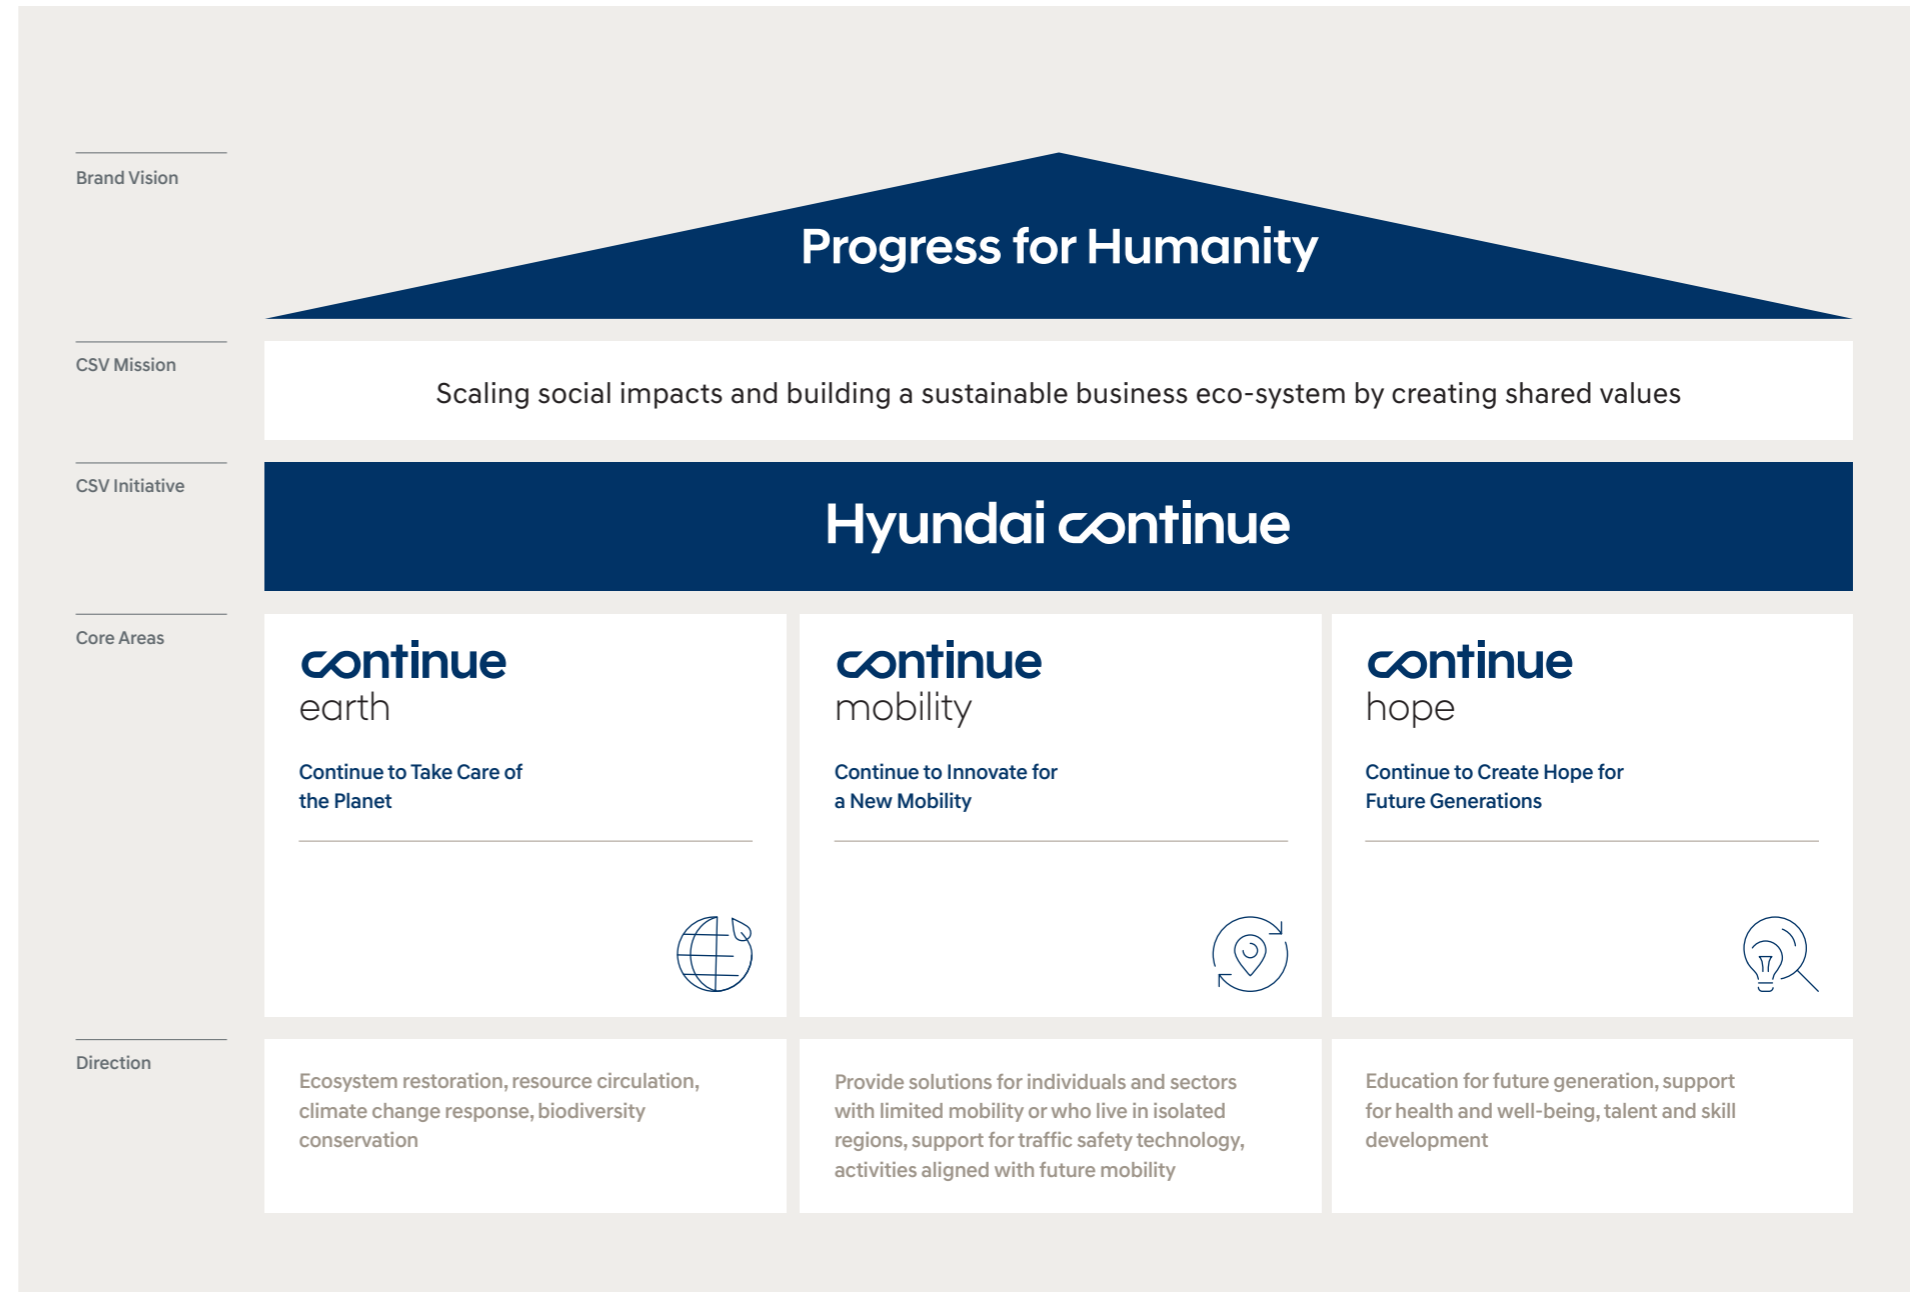 Brand Vision
Progress for Humanity
CSV Mission
Scaling social impacts and building a sustainable business eco-system by creating shared values
CSV Initiative
Hyundai continue
Core Areas
continue
earth
Continue to Take Care of
the Planet
continue
mobility
Continue to Innovate for
a New Mobility
continue
hope
Continue to Create Hope for
Future Generations
Direction
Ecosystem restoration, resource circulation,
climate change response, biodiversity
conservation
Provide solutions for individuals and sectors
with limited mobility or who live in isolated
regions, support for traffic safety technology,
activities aligned with future mobility
Education for future generation, support
for health and well-being, talent and skill
development